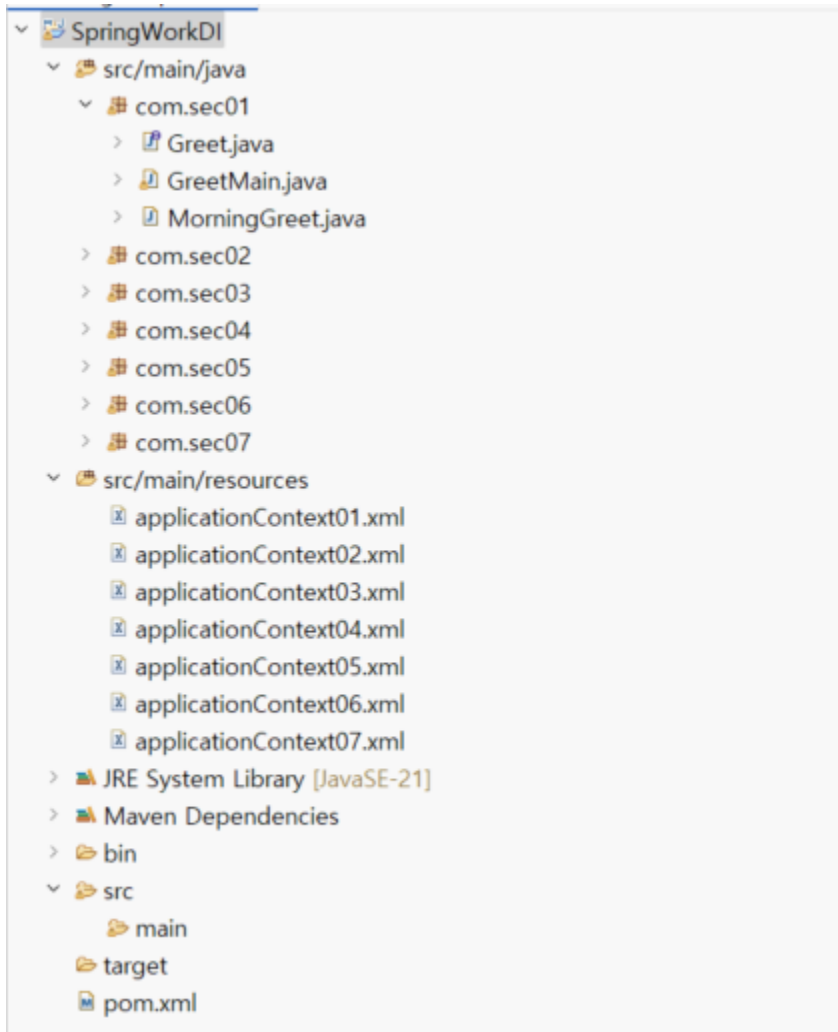 SpringWorkDI
src/main/java
com.sec01
Greet.java
GreetMain.java
MorningGreet.java
com.sec02
com.sec03
com.sec04
com.sec05
com.sec06
com.sec07
src/main/resources
applicationContext01.xml
applicationContext02.xml
applicationContext03.xml
applicationContext04.xml
applicationContext05.xml
applicationContext06.xml
applicationContext07.xml
JRE System Library [JavaSE-21]
Maven Dependencies
bin
src
main
target
pom.xml